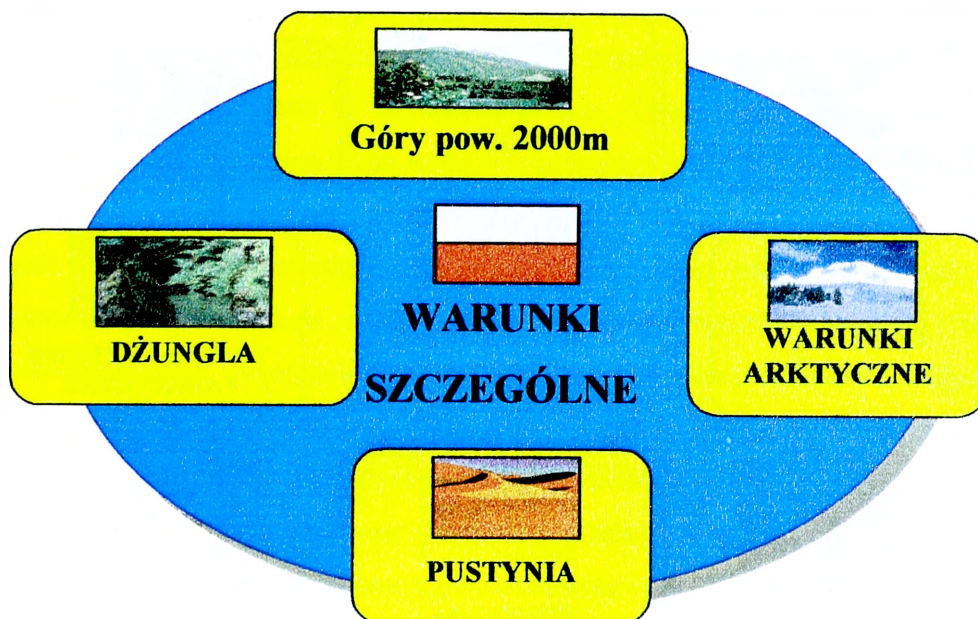 Góry pow. 2000m
DŻUNGLA
WARUNKI
SZCZEGÓLNE
WARUNKI
ARKTYCZNE
PUSTYNIA